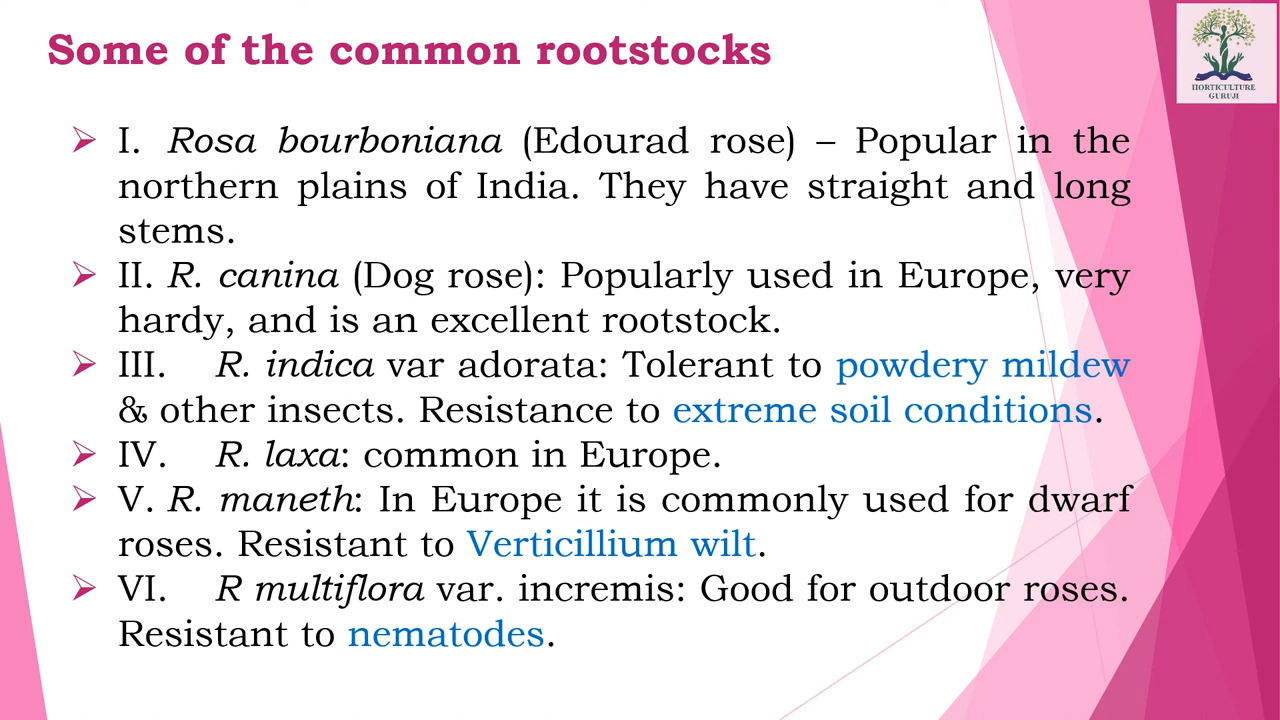 Some of the common rootstocks
HORTICULTURE
GURUJI
I. Rosa bourboniana (Edourad rose) – Popular in the
northern plains of India. They have straight and long
stems.
II. R. canina (Dog rose): Popularly used in Europe, very
hardy, and is an excellent rootstock.
III. R. indica var adorata: Tolerant to powdery mildew
& other insects. Resistance to extreme soil conditions.
IV. R. laxa: common in Europe.
V. R. maneth: In Europe it is commonly used for dwarf
roses. Resistant to Verticillium wilt.
VI. R multiflora var. incremis: Good for outdoor roses.
Resistant to nematodes.